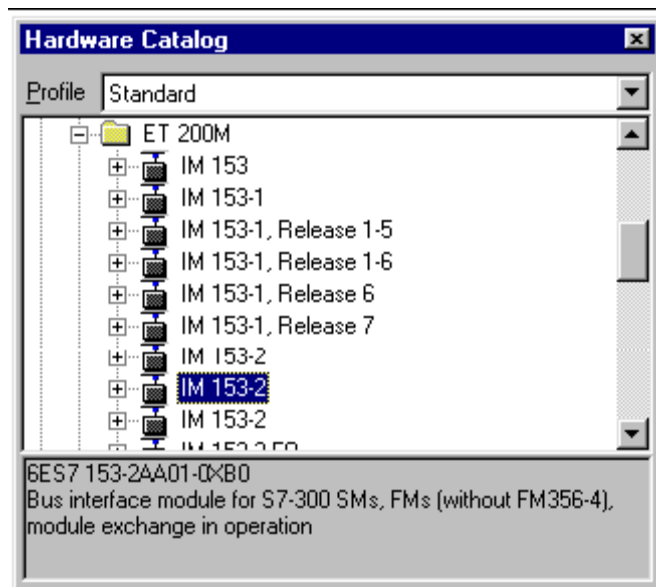 Hardware Catalog
Profile Standard
ET 200M
IM 153
IM 153-1
IM 153-1, Release 1-5
IM 153-1, Release 1-6
IM 153-1, Release 6
IM 153-1, Release 7
IM 153-2
IM 153-2
IM 153-2
6ES7 153-2AA01-0XB0
Bus interface module for S7-300 SMs, FMs (without FM356-4),
module exchange in operation